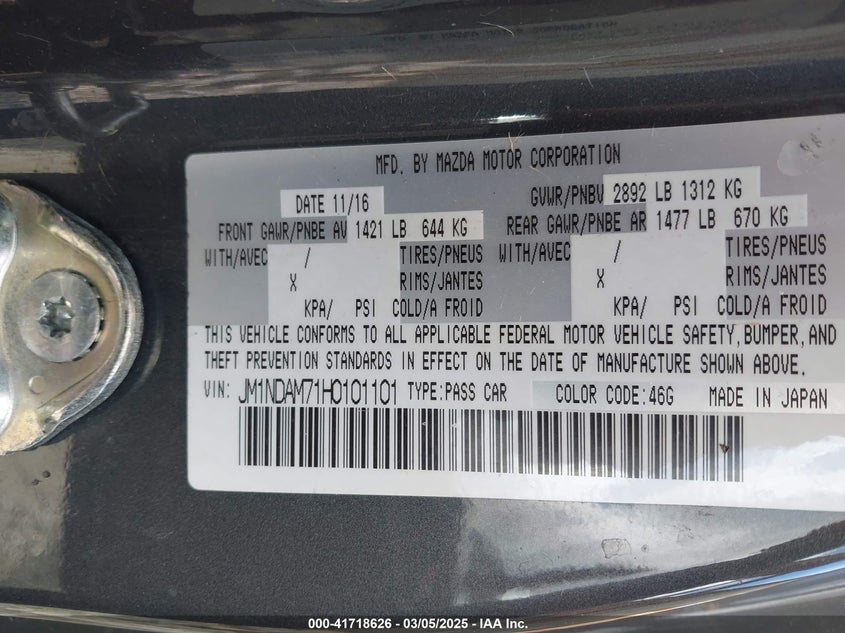 MFD. BY MAZDA MOTOR CORPORATION
DATE 11/16 GVWR/PNBV 2892 LB 1312 KG
FRONT GAWR/PNBE AV 1421 LB 644 KG REAR GAWR/PNBE AR 1477 LB 670 KG
WITH/AVEC / TIRES/PNEUS WITH/AVEC / TIRES/PNEUS
X RIMS/JANTES X RIMS/JANTES
KPA/ PSI COLD/A FROID KPA/ PSI COLD/A FROID
THIS VEHICLE CONFORMS TO ALL APPLICABLE FEDERAL MOTOR VEHICLE SAFETY, BUMPER, AND
THEFT PREVENTION STANDARDS IN EFFECT ON THE DATE OF MANUFACTURE SHOWN ABOVE.
VIN: JM1NDAM71H0101101 TYPE:PASS CAR COLOR CODE:46G MADE IN JAPAN
000-41718626 - 03/05/2025 - IAA Inc.